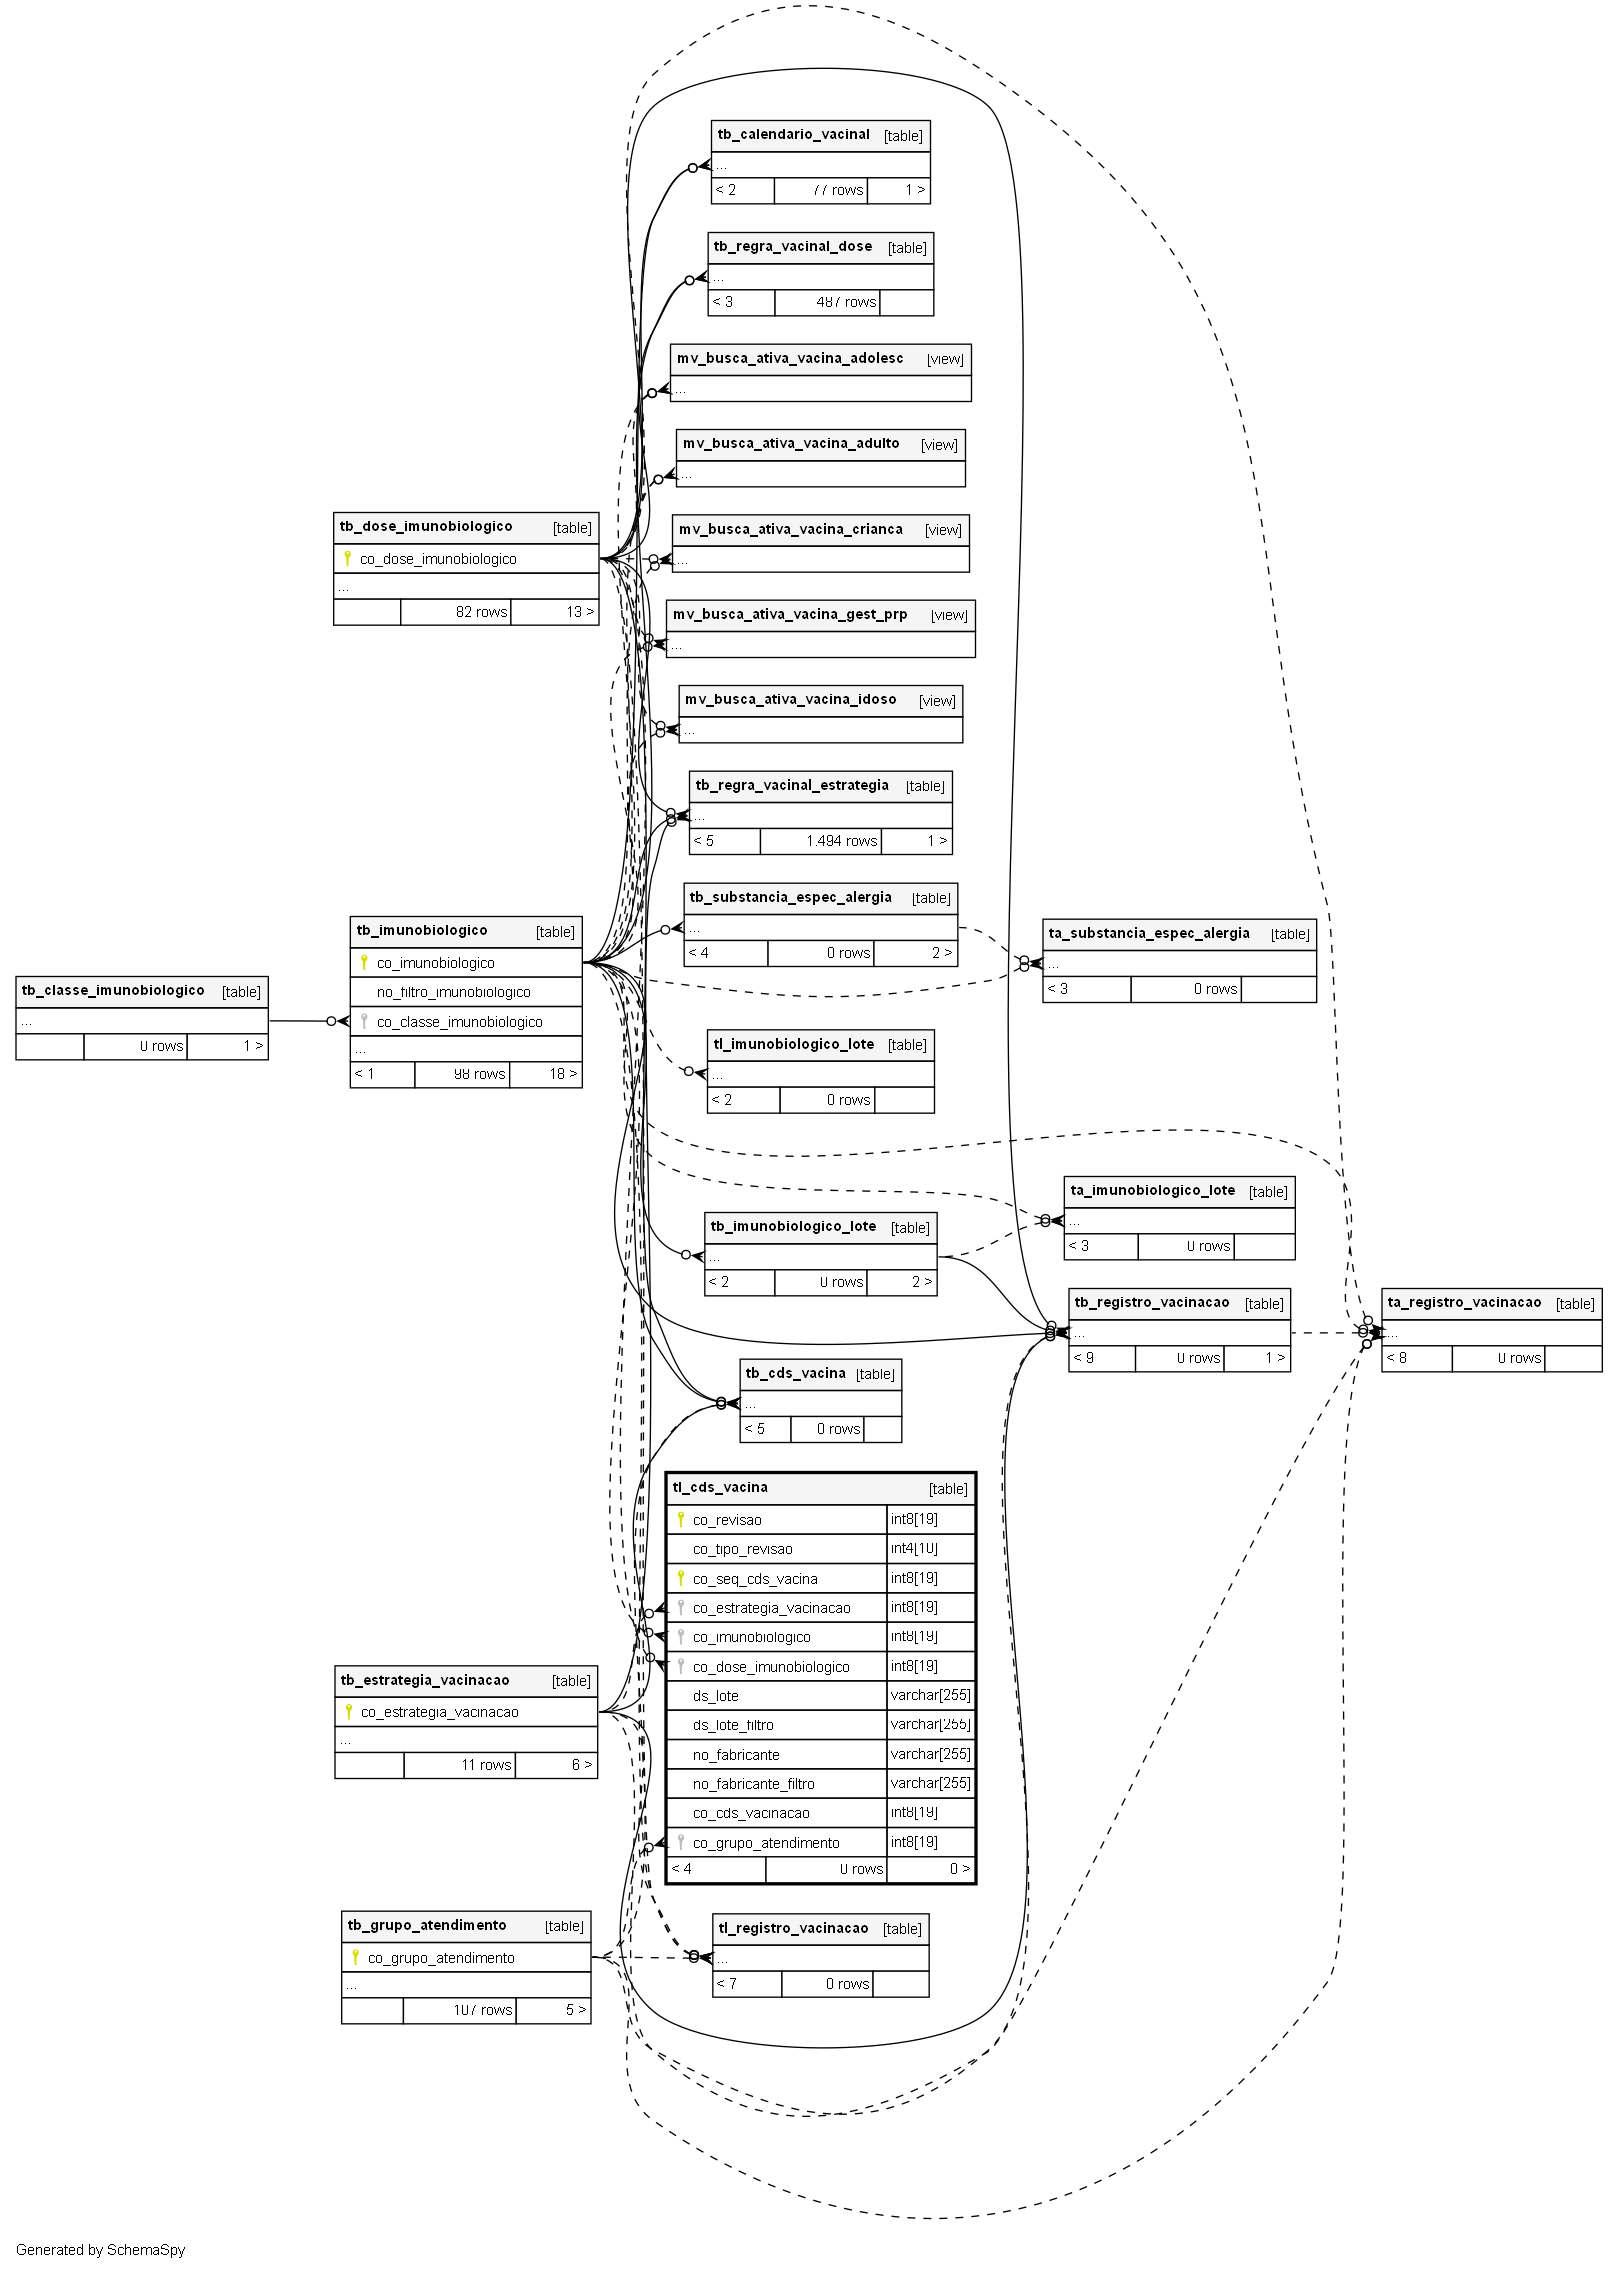 tb_calendario_vacinal [table]
...
< 2 77 rows 1 >
tb_regra_vacinal_dose [table]
...
< 3 487 rows
mv_busca_ativa_vacina_adolesc [view]
...
mv_busca_ativa_vacina_adulto [view]
...
mv_busca_ativa_vacina_crianca [view]
...
tb_dose_imunobiologico [table]
co_dose_imunobiologico
...
82 rows 13 >
mv_busca_ativa_vacina_gest_prp [view]
...
mv_busca_ativa_vacina_idoso [view]
...
tb_regra_vacinal_estrategia [table]
...
< 5 1.494 rows 1 >
tb_substancia_espec_alergia [table]
...
< 4 0 rows 2 >
ta_substancia_espec_alergia [table]
...
< 3 0 rows
tb_imunobiologico [table]
co_imunobiologico
no_filtro_imunobiologico
co_classe_imunobiologico
...
< 1 98 rows 18 >
tb_classe_imunobiologico [table]
...
0 rows 1 >
tl_imunobiologico_lote [table]
...
< 2 0 rows
ta_imunobiologico_lote [table]
...
< 3 0 rows
tb_imunobiologico_lote [table]
...
< 2 0 rows 2 >
tb_registro_vacinacao [table]
...
< 9 0 rows 1 >
ta_registro_vacinacao [table]
...
< 8 0 rows
tb_cds_vacina [table]
...
< 5 0 rows
tl_cds_vacina [table]
co_revisao int8[19]
co_tipo_revisao int4[10]
co_seq_cds_vacina int8[19]
co_estrategia_vacinacao int8[19]
co_imunobiologico int8[19]
co_dose_imunobiologico int8[19]
ds_lote varchar[255]
ds_lote_filtro varchar[255]
no_fabricante varchar[255]
no_fabricante_filtro varchar[255]
co_cds_vacinacao int8[19]
co_grupo_atendimento int8[19]
< 4 0 rows 0 >
tb_estrategia_vacinacao [table]
co_estrategia_vacinacao
...
11 rows 6 >
tb_grupo_atendimento [table]
co_grupo_atendimento
...
107 rows 5 >
tl_registro_vacinacao [table]
...
< 7 0 rows
Generated by SchemaSpy